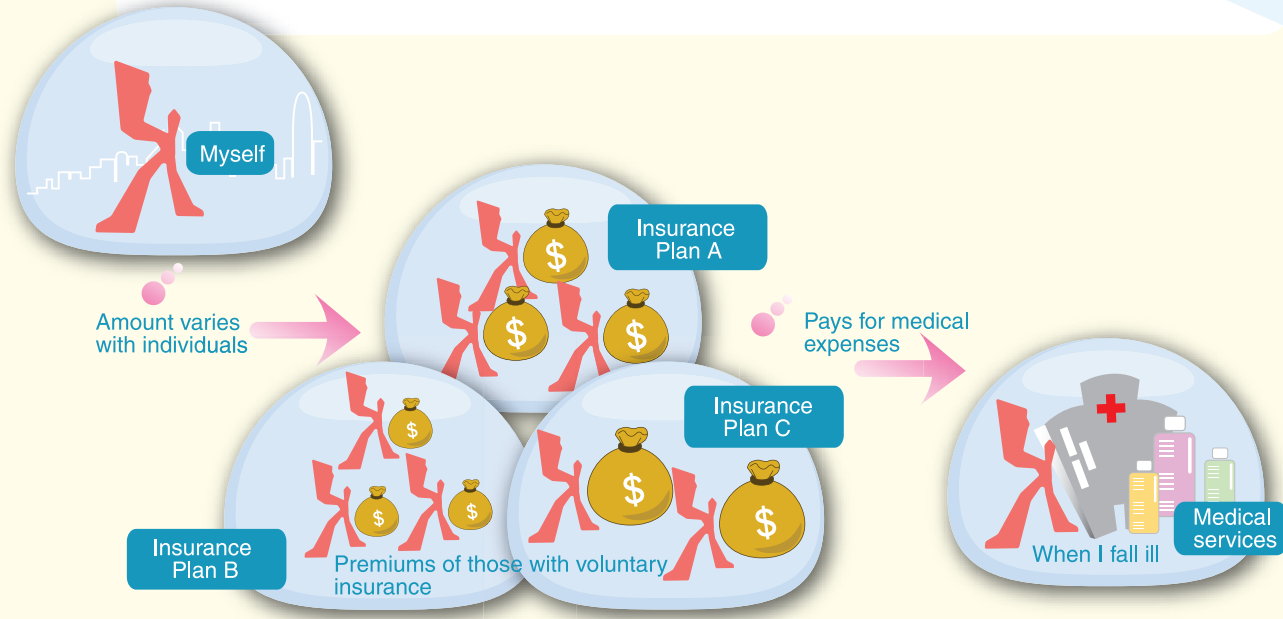 Myself
Amount varies
with individuals
Insurance
Plan A
$
$
$
Pays for medical
expenses
Insurance
Plan B
$
$
$
Premiums of those with voluntary
insurance
Insurance
Plan C
$
$
When I fall ill
Medical
services